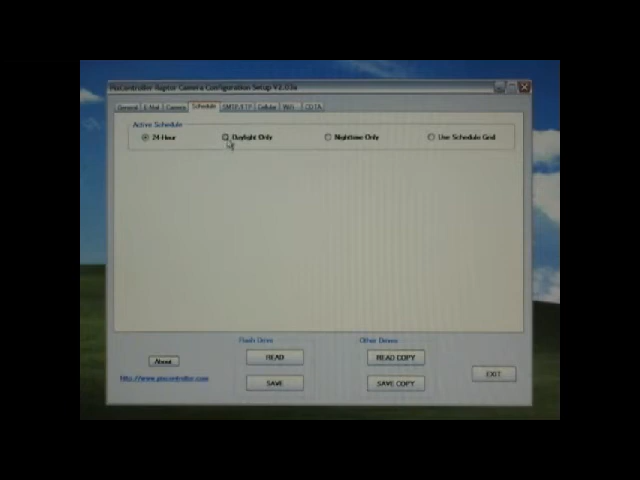 PixController Raptor Camera Configuration Setup V2.03a
General E-Mail Camera Schedule SMTP/FTP Cellular WiFi CDTA
Active Schedule
24-Hour Daylight Only Nighttime Only Use Schedule Grid
Flash Drive Other Drives
READ READ COPY
About
EXIT
http://www.pixcontroller.com
SAVE SAVE COPY